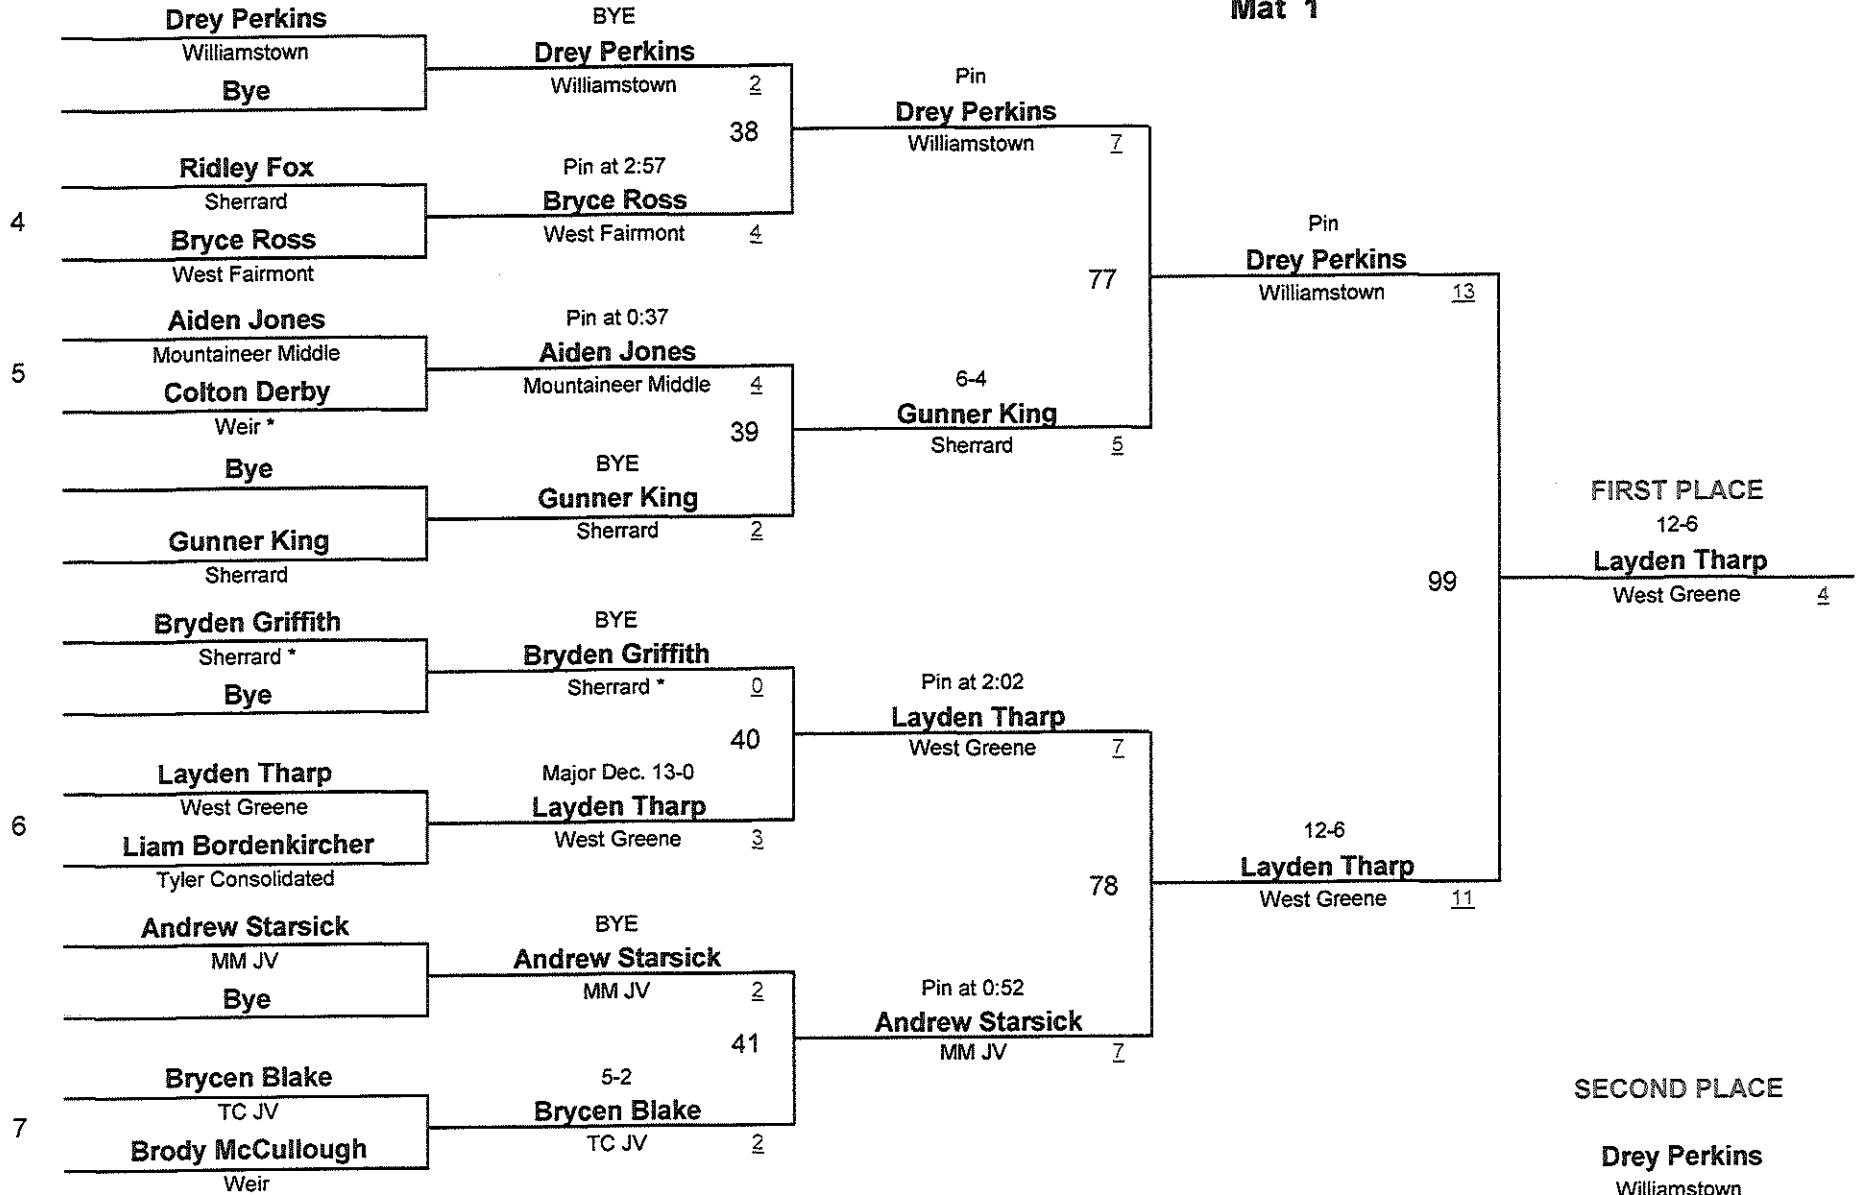 Mat 1
Drey Perkins
Williamstown
Bye
4
Ridley Fox
Sherrard
Bryce Ross
West Fairmont
5
Aiden Jones
Mountaineer Middle
Colton Derby
Weir *
Bye
Gunner King
Sherrard
Bryden Griffith
Sherrard *
Bye
6
Layden Tharp
West Greene
Liam Bordenkircher
Tyler Consolidated
Andrew Starsick
MM JV
Bye
7
Brycen Blake
TC JV
Brody McCullough
Weir
BYE
Drey Perkins
Williamstown 2
38
Pin at 2:57
Bryce Ross
West Fairmont 4
Pin at 0:37
Aiden Jones
Mountaineer Middle 4
39
BYE
Gunner King
Sherrard 2
BYE
Bryden Griffith
Sherrard * 0
40
Major Dec. 13-0
Layden Tharp
West Greene 3
BYE
Andrew Starsick
MM JV 2
41
5-2
Brycen Blake
TC JV 2
Pin
Drey Perkins
Williamstown 7
77
6-4
Gunner King
Sherrard 5
Pin at 2:02
Layden Tharp
West Greene 7
78
Pin at 0:52
Andrew Starsick
MM JV 7
Pin
Drey Perkins
Williamstown 13
99
12-6
Layden Tharp
West Greene 11
FIRST PLACE
12-6
Layden Tharp
West Greene 4
SECOND PLACE
Drey Perkins
Williamstown